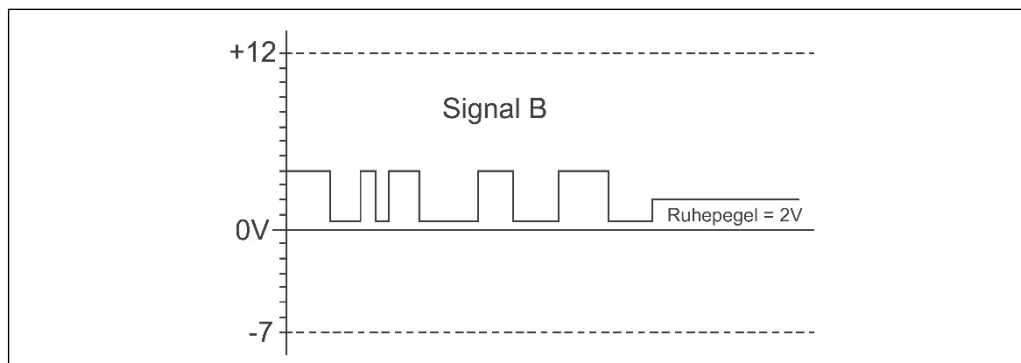 +12
Signal B
Ruhepegel = 2V
0V
-7